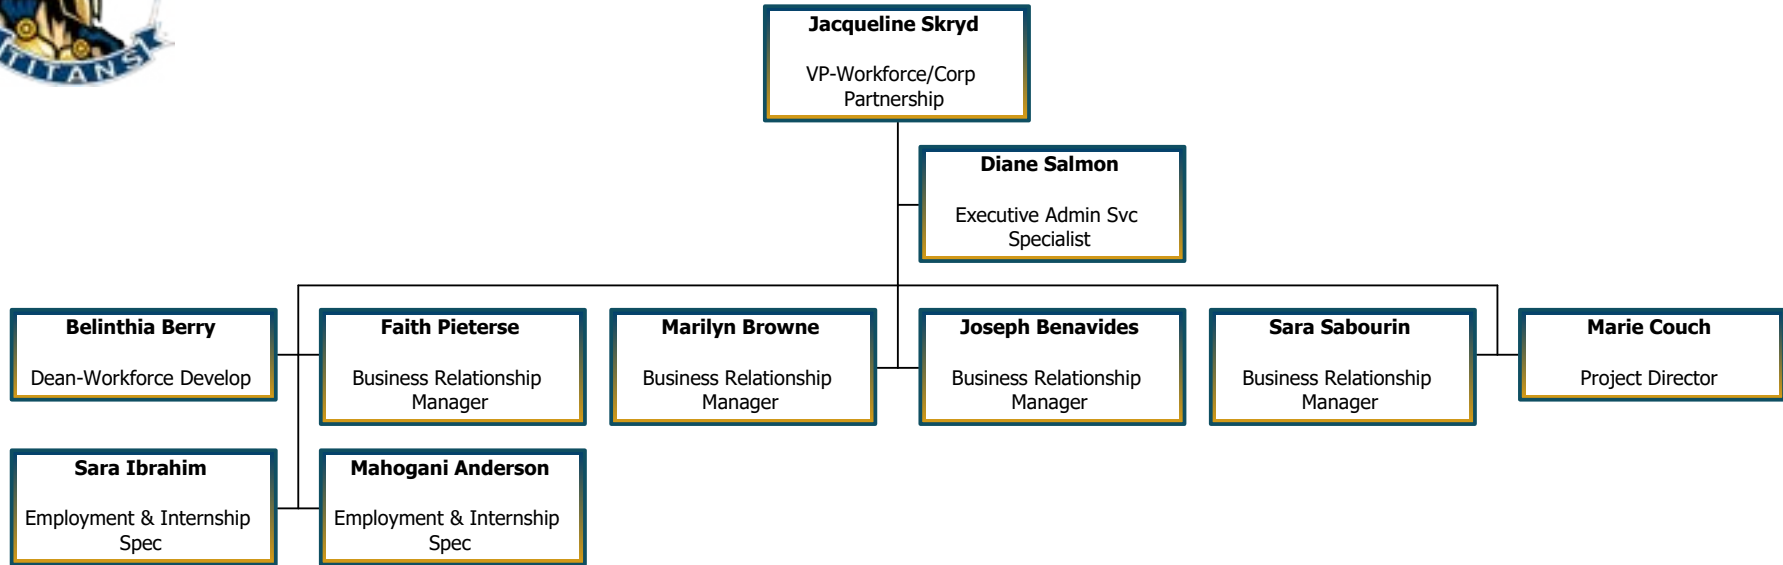 TITANS
Jacqueline Skryd
VP-Workforce/Corp
Partnership
Diane Salmon
Executive Admin Svc
Specialist
Belinthia Berry
Dean-Workforce Develop
Faith Pieterse
Business Relationship
Manager
Marilyn Browne
Business Relationship
Manager
Joseph Benavides
Business Relationship
Manager
Sara Sabourin
Business Relationship
Manager
Marie Couch
Project Director
Sara Ibrahim
Employment & Internship
Spec
Mahogani Anderson
Employment & Internship
Spec